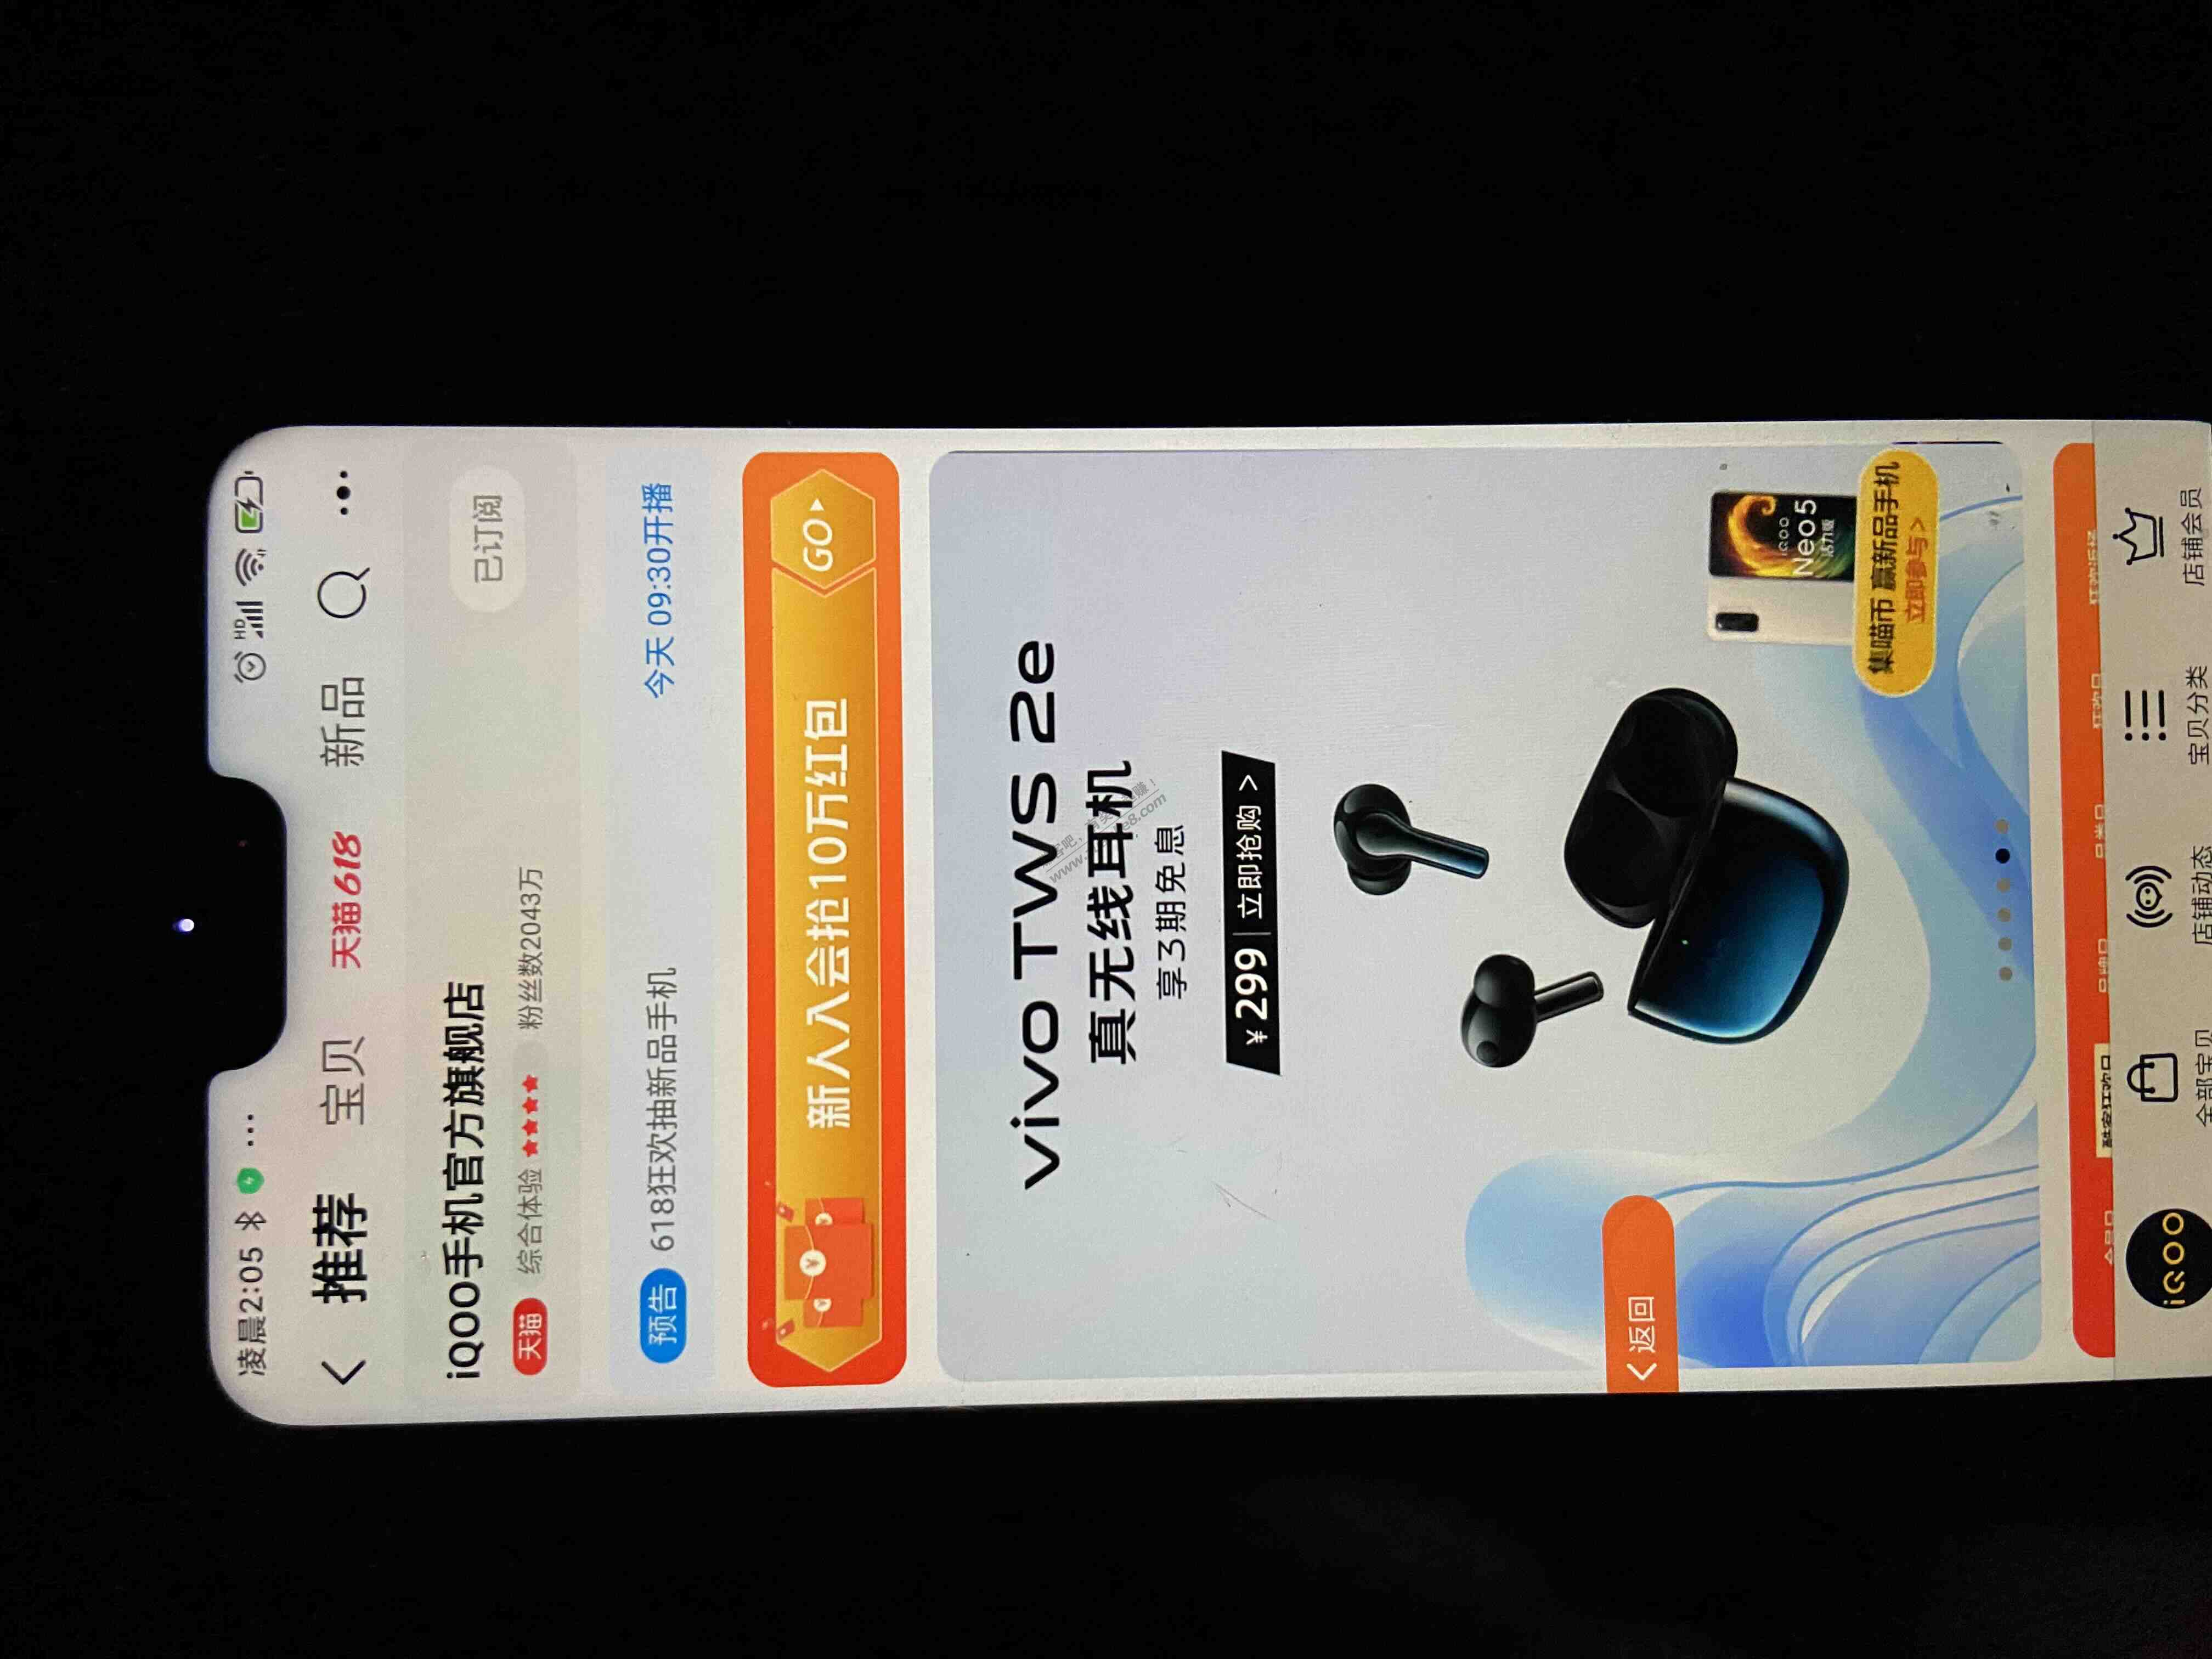 凌晨2:05
HD
推荐 宝贝 天猫618 新品
iQOO手机官方旗舰店
已订阅
天猫 综合体验 粉丝数2043万
预告 618狂欢抽新品手机 今天 09:30开播
新人入会抢10万红包 GO
vivo TWS 2e
真无线耳机
享3期免息
¥299 立即抢购 >
iQOO
Neo5
活力版
集喵币 赢新品手机
立即参与>
返回
iQOO
全部宝贝
店铺动态
宝贝分类
店铺会员